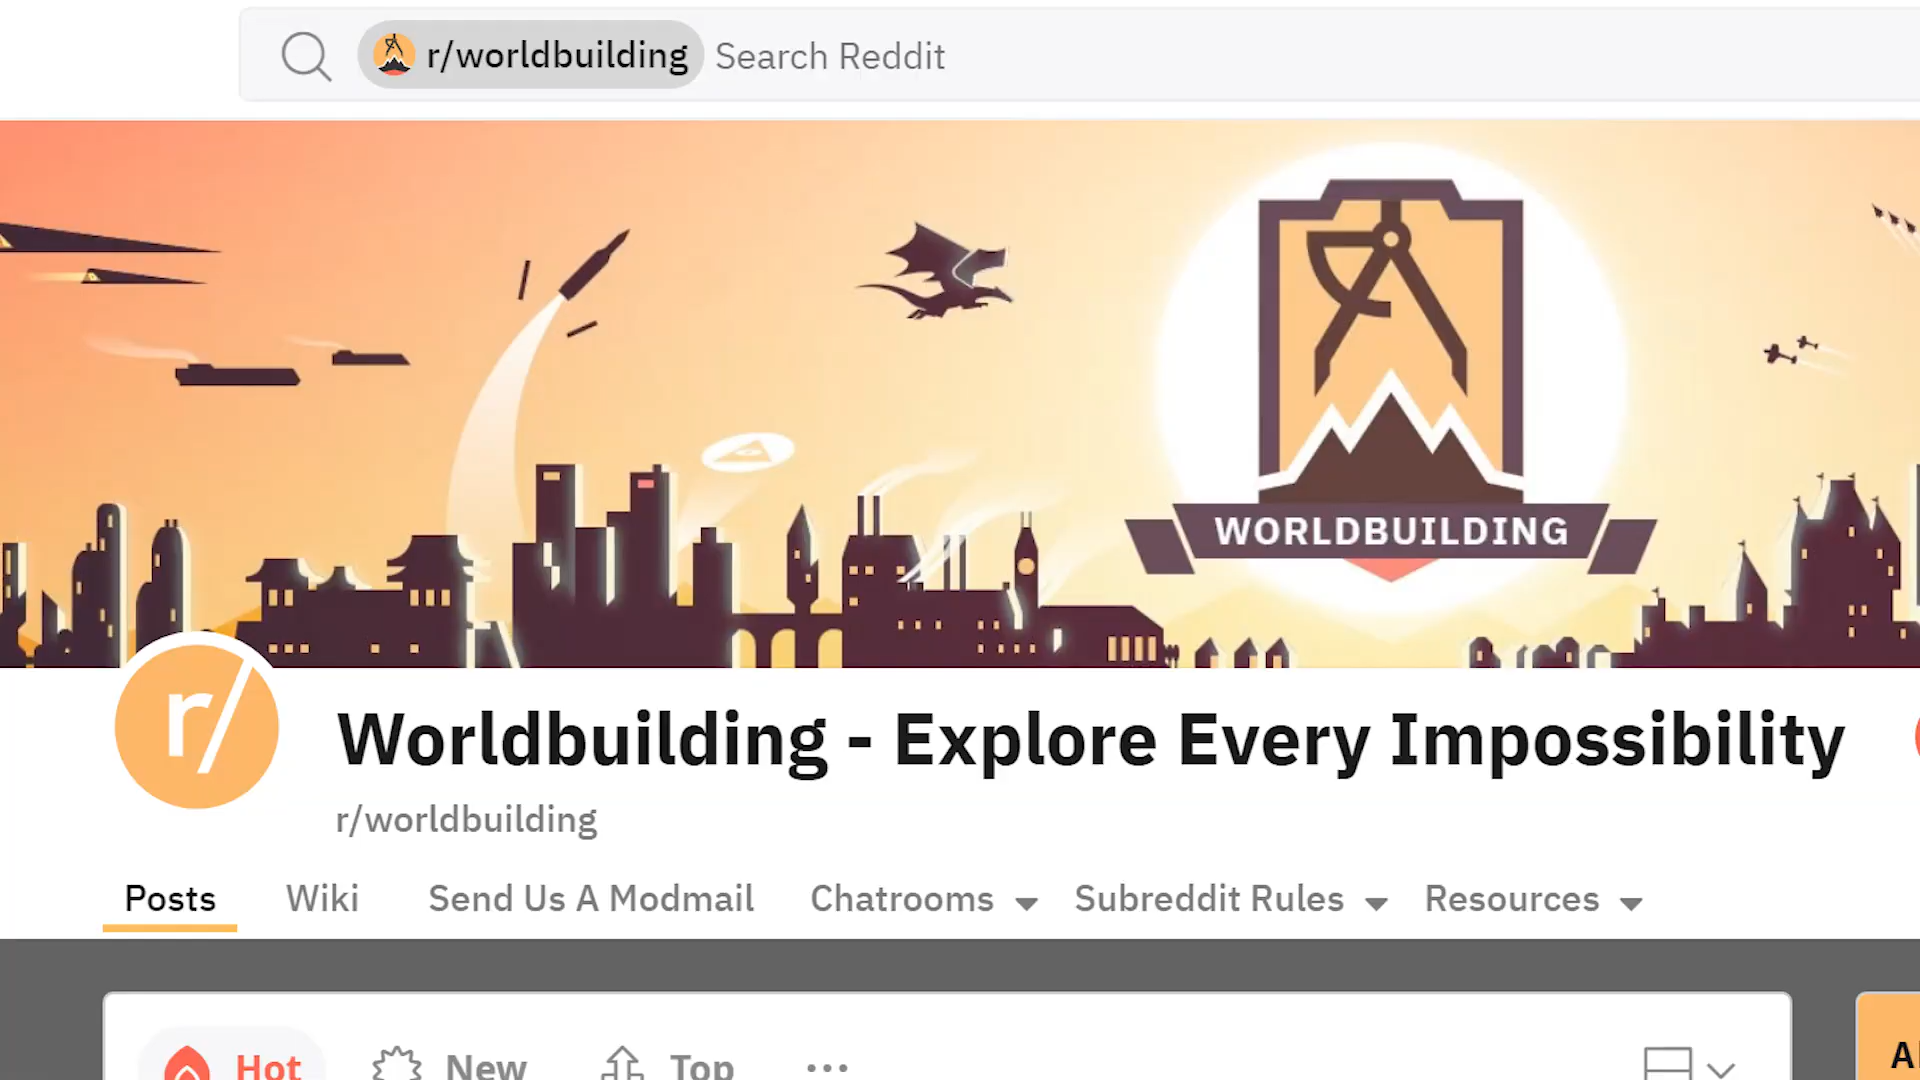 r/worldbuilding Search Reddit
WORLDBUILDING
r/
Worldbuilding - Explore Every Impossibility
r/worldbuilding
Posts Wiki Send Us A Modmail Chatrooms Subreddit Rules Resources
Hot New Top ...